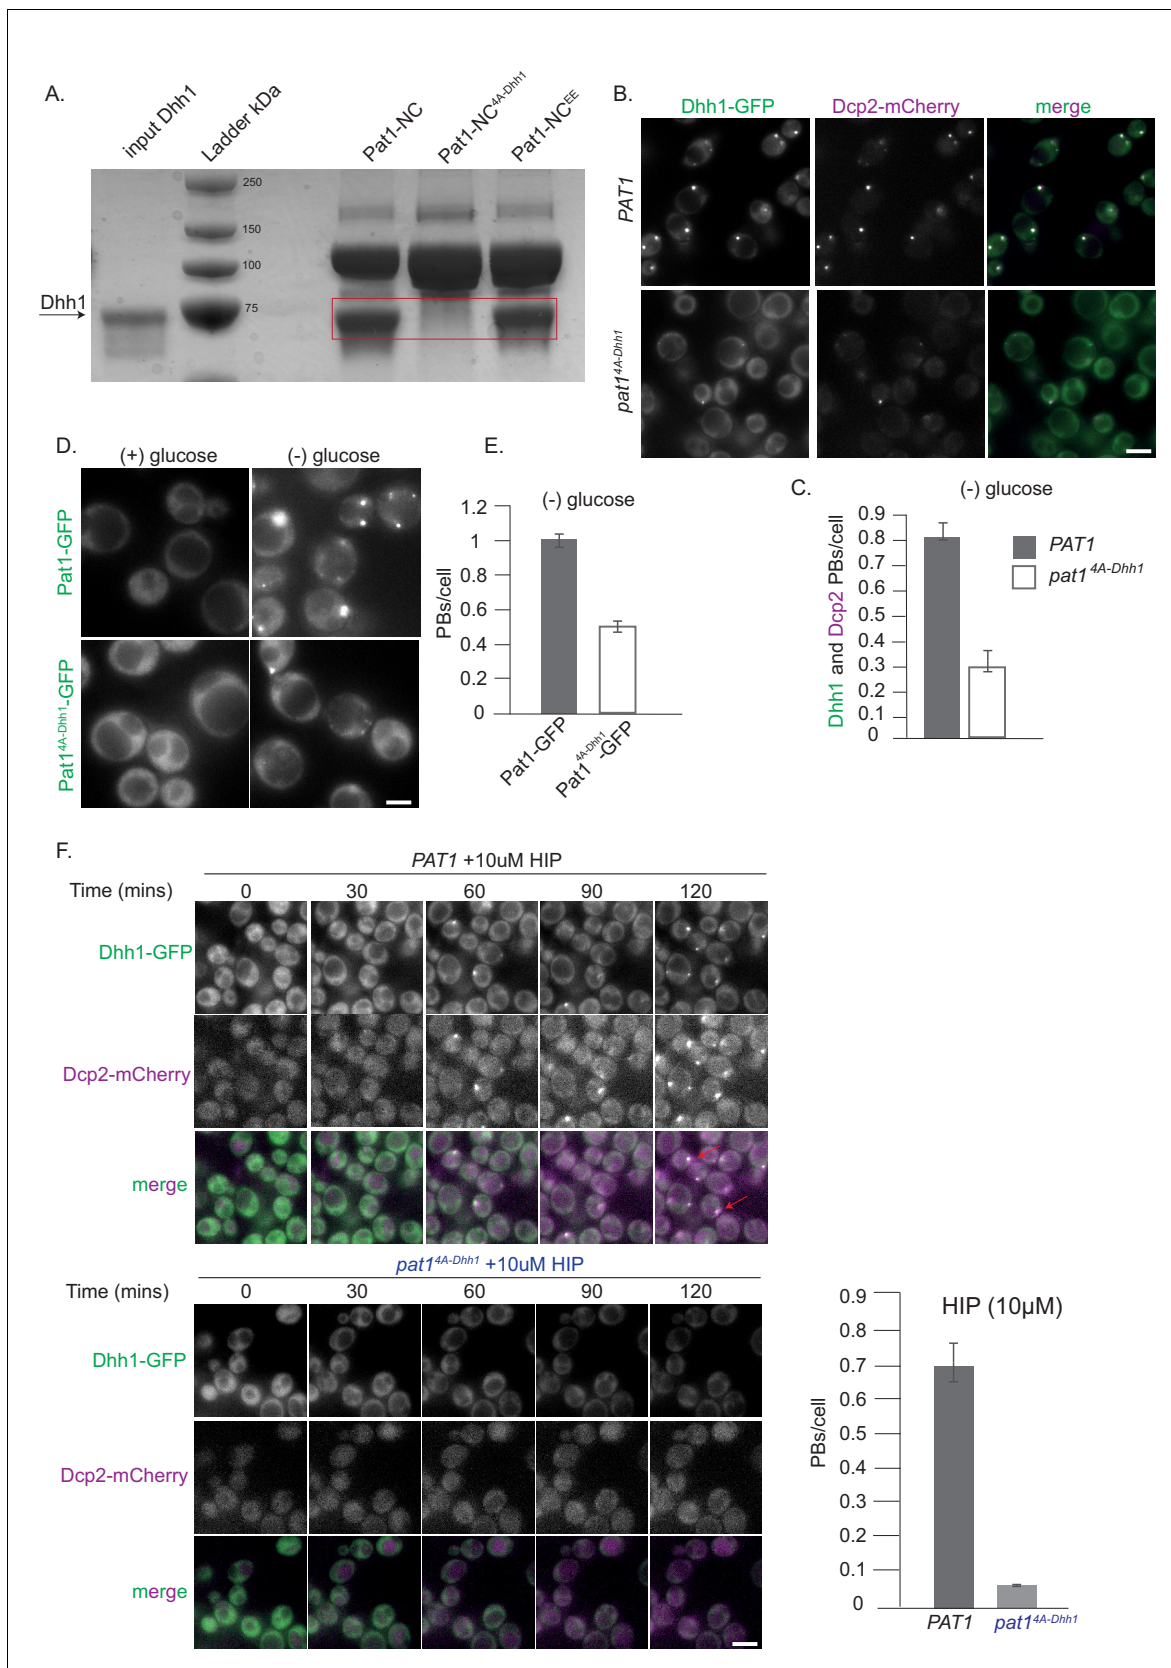 A.
input Dhh1
Ladder kDa
Pat1-NC
Pat1-NC4A-Dhh1
Pat1-NCEE
250
150
100
75
Dhh1
B.
Dhh1-GFP
Dcp2-mCherry
merge
PAT1
pat14A-Dhh1
C.
(-) glucose
0.9
0.8
0.7
0.6
0.5
0.4
0.3
0.2
0.1
0
Dhh1 and Dcp2 PBs/cell
PAT1
pat14A-Dhh1
D.
(+) glucose
(-) glucose
Pat1-GFP
Pat14A-Dhh1-GFP
E.
(-) glucose
1.2
1
0.8
0.6
0.4
0.2
0
PBs/cell
Pat1-GFP
Pat14A-Dhh1-GFP
F.
PAT1 +10uM HIP
Time (mins) 0 30 60 90 120
Dhh1-GFP
Dcp2-mCherry
merge
pat14A-Dhh1 +10uM HIP
Time (mins) 0 30 60 90 120
Dhh1-GFP
Dcp2-mCherry
merge
HIP (10µM)
0.9
0.8
0.7
0.6
0.5
0.4
0.3
0.2
0.1
0
PBs/cell
PAT1
pat14A-Dhh1